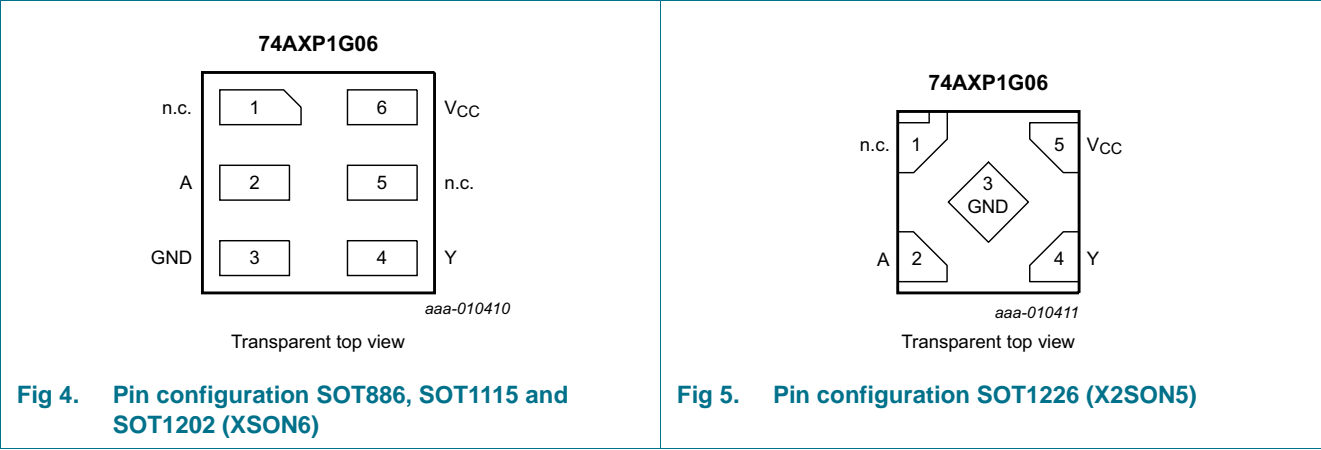 74AXP1G06
n.c. 1 6 VCC
A 2 5 n.c.
GND 3 4 Y
aaa-010410
Transparent top view
Fig 4. Pin configuration SOT886, SOT1115 and
SOT1202 (XSON6)
74AXP1G06
n.c. 1 5 VCC
3
GND
A 2 4 Y
aaa-010411
Transparent top view
Fig 5. Pin configuration SOT1226 (X2SON5)